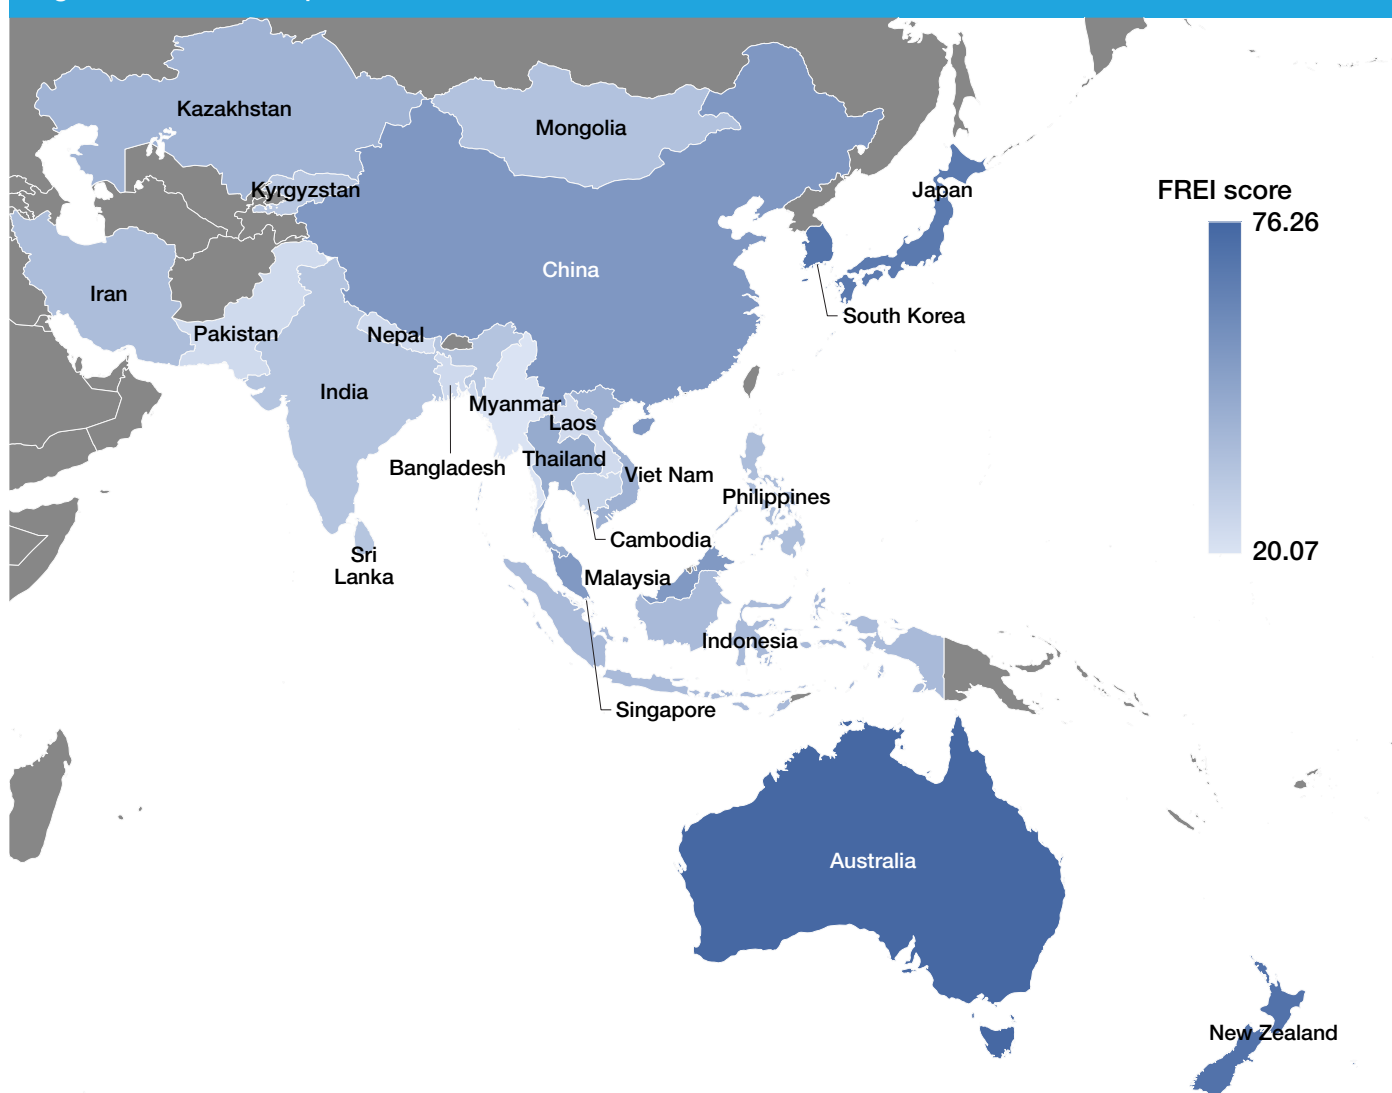 Kazakhstan
Mongolia
Kyrgyzstan
Japan
FREI score
76.26
China
Iran
South Korea
Pakistan
Nepal
India
Myanmar
Laos
Thailand
Bangladesh
Viet Nam
Philippines
Cambodia
20.07
Sri
Lanka
Malaysia
Indonesia
Singapore
Australia
New Zealand